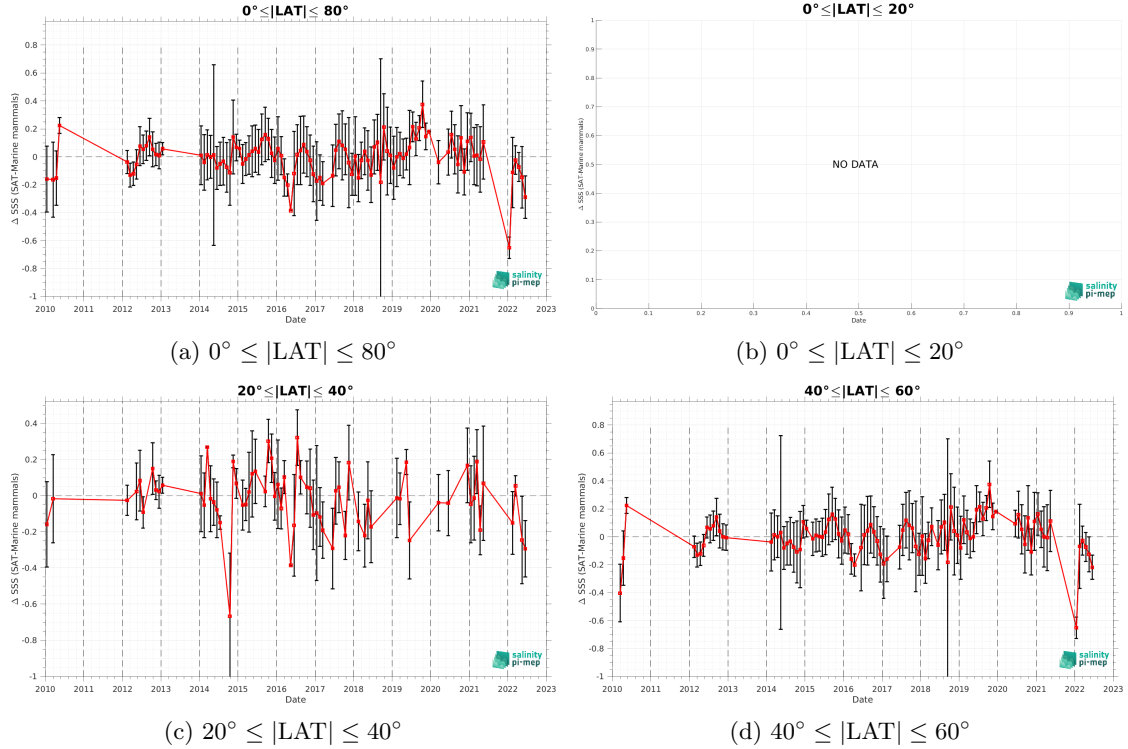 0°≤|LAT|≤ 80°
Δ SSS (SAT-Marine mammals)
0.8
0.6
0.4
0.2
0
-0.2
-0.4
-0.6
-0.8
-1
2010 2011 2012 2013 2014 2015 2016 2017 2018 2019 2020 2021 2022 2023
Date
salinity
pi-mep
(a) 0° ≤ |LAT| ≤ 80°
0°≤|LAT|≤ 20°
Δ SSS (SAT-Marine mammals)
1
0.9
0.8
0.7
0.6
0.5
0.4
0.3
0.2
0.1
0
NO DATA
0 0.1 0.2 0.3 0.4 0.5 0.6 0.7 0.8 0.9 1
Date
salinity
pi-mep
(b) 0° ≤ |LAT| ≤ 20°
20°≤|LAT|≤ 40°
Δ SSS (SAT-Marine mammals)
0.4
0.2
0
-0.2
-0.4
-0.6
-0.8
-1
2010 2011 2012 2013 2014 2015 2016 2017 2018 2019 2020 2021 2022 2023
Date
salinity
pi-mep
(c) 20° ≤ |LAT| ≤ 40°
40°≤|LAT|≤ 60°
Δ SSS (SAT-Marine mammals)
0.8
0.6
0.4
0.2
0
-0.2
-0.4
-0.6
-0.8
-1
2010 2011 2012 2013 2014 2015 2016 2017 2018 2019 2020 2021 2022 2023
Date
salinity
pi-mep
(d) 40° ≤ |LAT| ≤ 60°